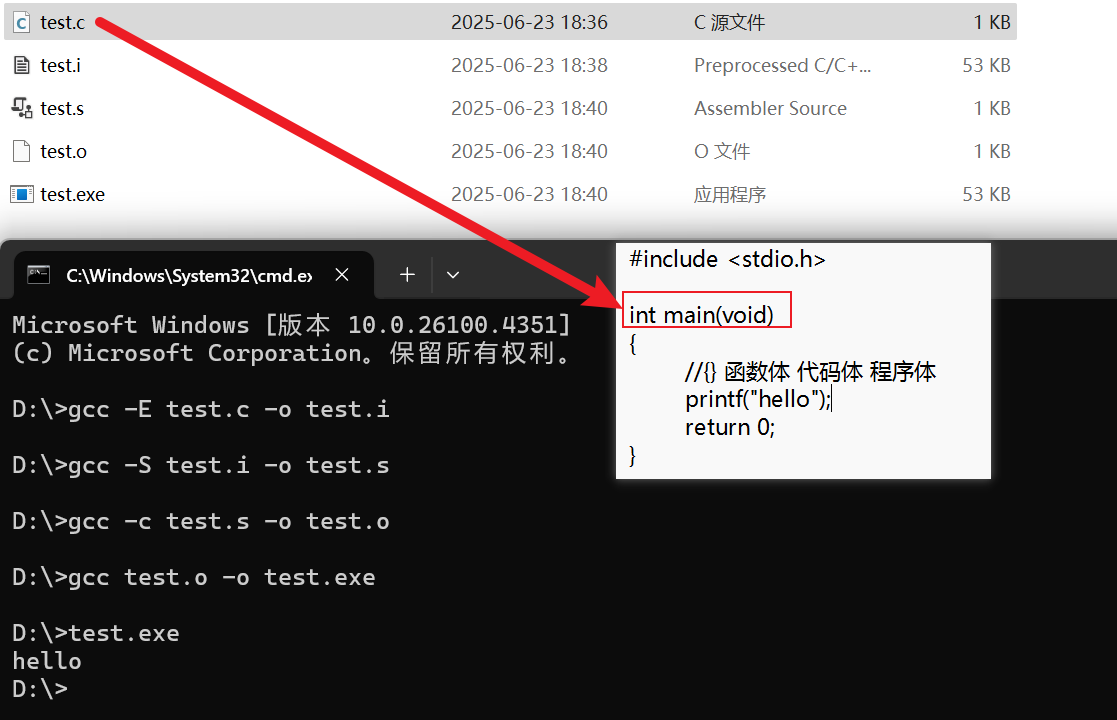 test.c 2025-06-23 18:36 C 源文件 1 KB
test.i 2025-06-23 18:38 Preprocessed C/C+... 53 KB
test.s 2025-06-23 18:40 Assembler Source 1 KB
test.o 2025-06-23 18:40 O 文件 1 KB
test.exe 2025-06-23 18:40 应用程序 53 KB
C:\Windows\System32\cmd.ex
Microsoft Windows [版本 10.0.26100.4351]
(c) Microsoft Corporation。保留所有权利。
D:\>gcc -E test.c -o test.i
D:\>gcc -S test.i -o test.s
D:\>gcc -c test.s -o test.o
D:\>gcc test.o -o test.exe
D:\>test.exe
hello
D:\>
#include <stdio.h>
int main(void)
{
//{} 函数体 代码体 程序体
printf("hello");
return 0;
}